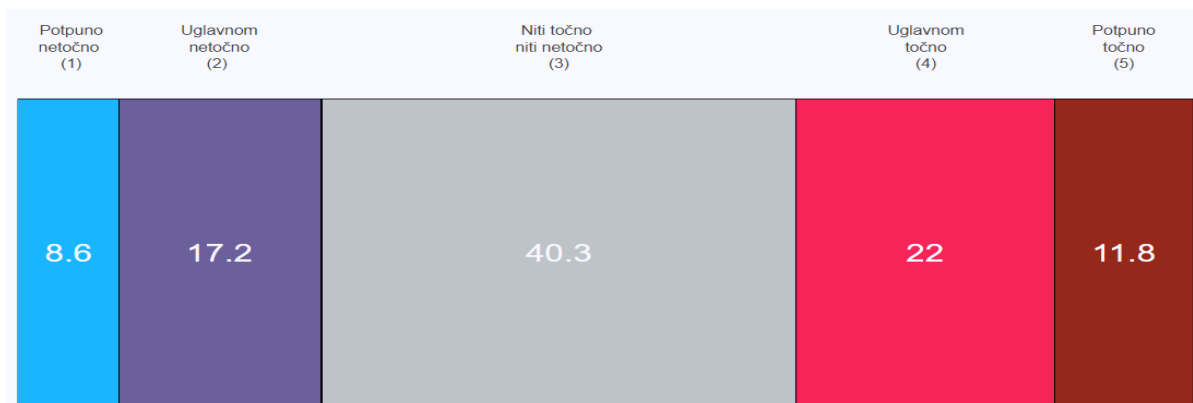 Potpuno
netočno
(1)
Uglavnom
netočno
(2)
Niti točno
niti netočno
(3)
Uglavnom
točno
(4)
Potpuno
točno
(5)
8.6
17.2
40.3
22
11.8